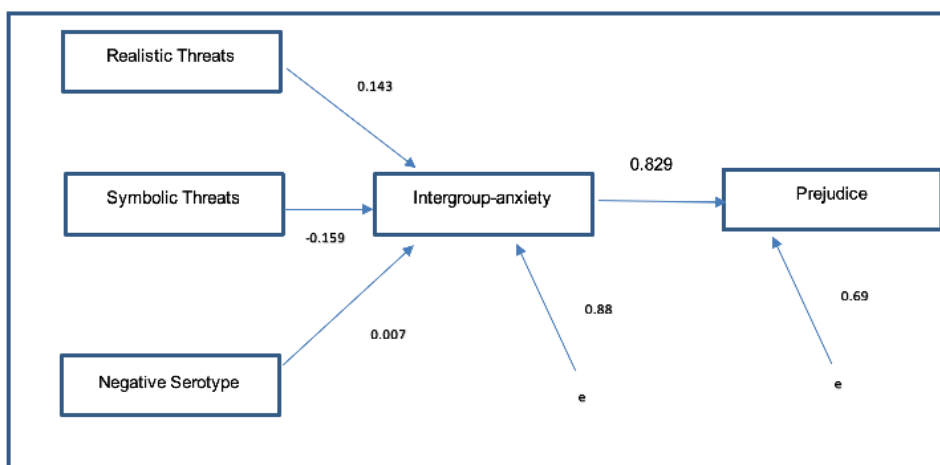 Realistic Threats
0.143
0.829
Symbolic Threats
Intergroup-anxiety
Prejudice
-0.159
0.88
0.69
0.007
Negative Serotype
e
e